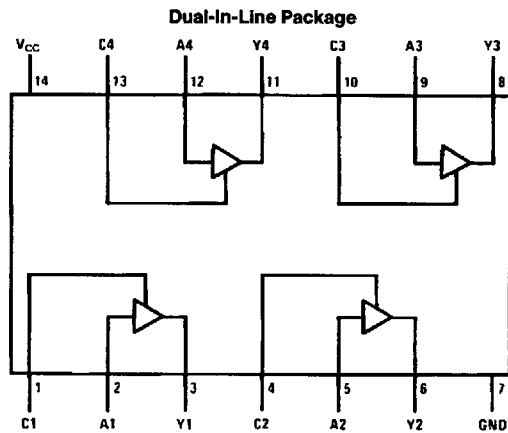 Dual-In-Line Package
VCC C4 A4 Y4 C3 A3 Y3
14 13 12 11 10 9 8
1 2 3 4 5 6 7
C1 A1 Y1 C2 A2 Y2 GND